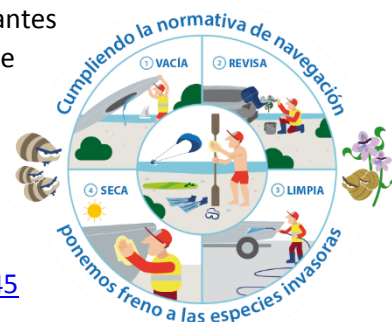 antes
e
Cumpliendo la normativa de navegación
1 VACÍA
2 REVISA
4 SECA
3 LIMPIA
ponemos freno a las especies invasoras
45